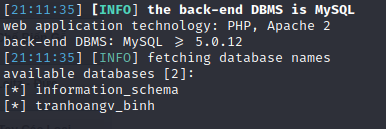 [21:11:35] [INFO] the back-end DBMS is MySQL
web application technology: PHP, Apache 2
back-end DBMS: MySQL ⩾ 5.0.12
[21:11:35] [INFO] fetching database names
available databases [2]:
[*] information_schema
[*] tranhoangv_binh